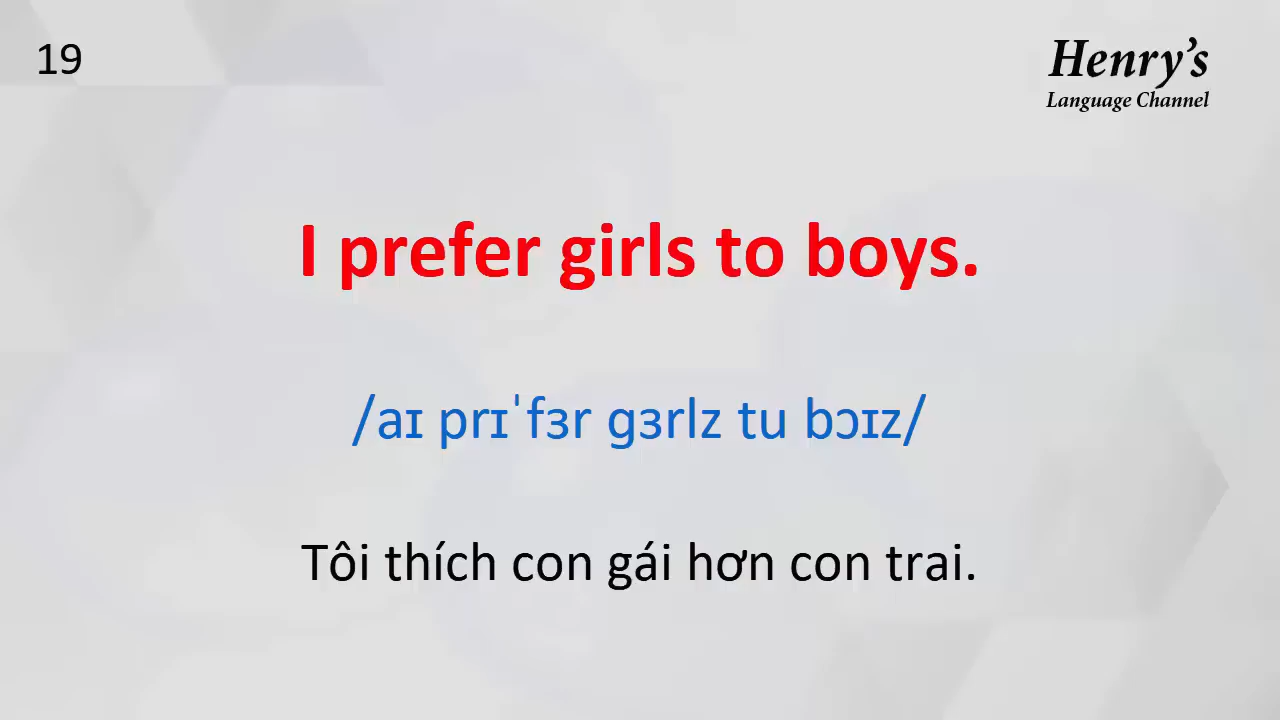 19
Henry’s
Language Channel
I prefer girls to boys.
/aɪ prɪˈfɜr gɜrlz tu bɔɪz/
Tôi thích con gái hơn con trai.